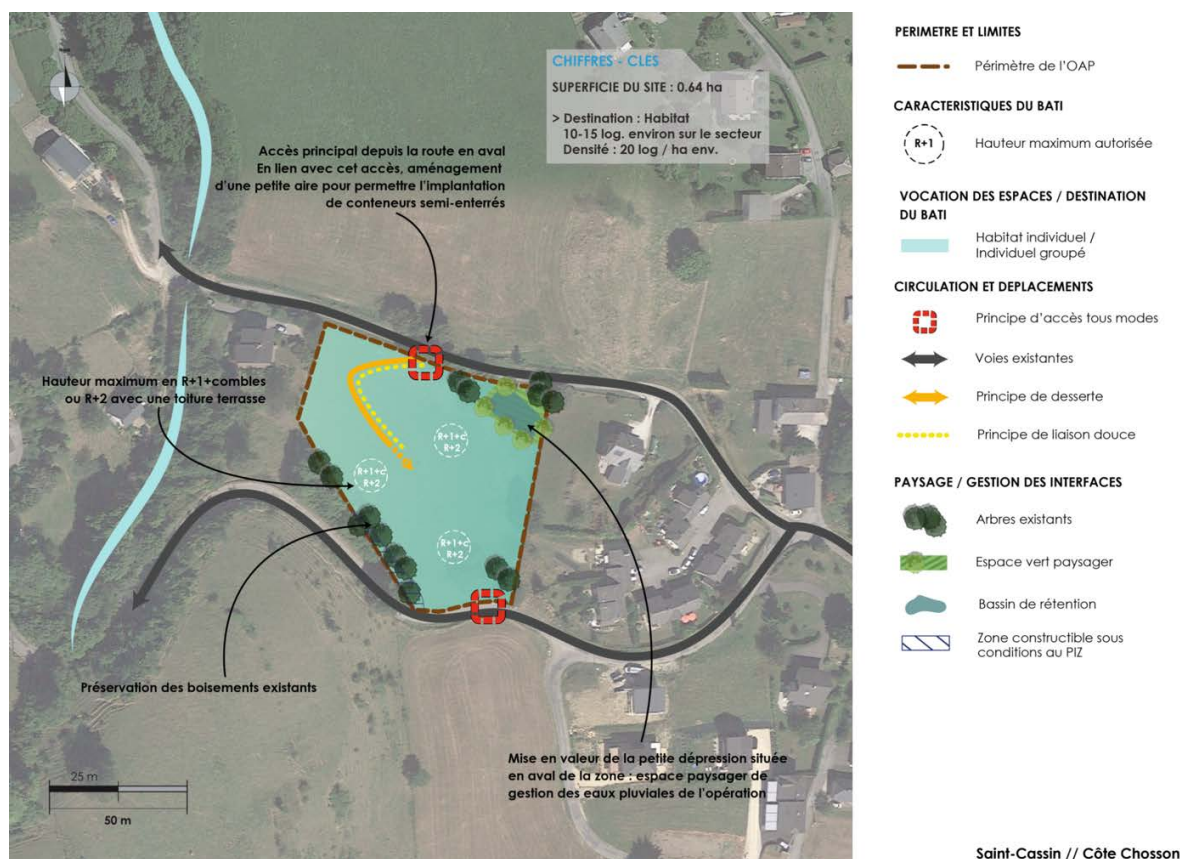 CHIFFRES - CLES
SUPERFICIE DU SITE : 0.64 ha
> Destination : Habitat
10-15 log. environ sur le secteur
Densité : 20 log / ha env.
Accès principal depuis la route en aval
En lien avec cet accès, aménagement
d'une petite aire pour permettre l'implantation
de conteneurs semi-enterrés
Hauteur maximum en R+1+combles
ou R+2 avec une toiture terrasse
R+1+c
R+2
R+1+c
R+2
R+1+c
R+2
Préservation des boisements existants
Mise en valeur de la petite dépression située
en aval de la zone : espace paysager de
gestion des eaux pluviales de l'opération
25 m
50 m
PERIMETRE ET LIMITES
Périmètre de l'OAP
CARACTERISTIQUES DU BATI
R+1
Hauteur maximum autorisée
VOCATION DES ESPACES / DESTINATION
DU BATI
Habitat individuel /
Individuel groupé
CIRCULATION ET DEPLACEMENTS
Principe d'accès tous modes
Voies existantes
Principe de desserte
Principe de liaison douce
PAYSAGE / GESTION DES INTERFACES
Arbres existants
Espace vert paysager
Bassin de rétention
Zone constructible sous
conditions au PIZ
Saint-Cassin // Côte Chosson